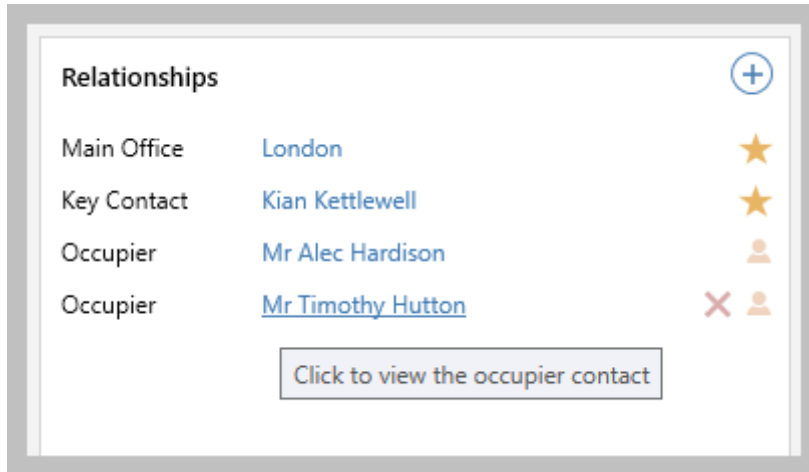 Relationships
Main Office London
Key Contact Kian Kettlewell
Occupier Mr Alec Hardison
Occupier Mr Timothy Hutton
Click to view the occupier contact